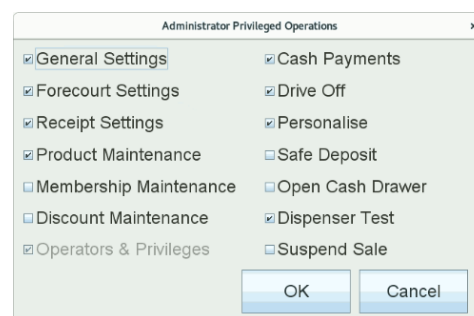 Administrator Privileged Operations
General Settings
Forecourt Settings
Receipt Settings
Product Maintenance
Membership Maintenance
Discount Maintenance
Operators & Privileges
Cash Payments
Drive Off
Personalise
Safe Deposit
Open Cash Drawer
Dispenser Test
Suspend Sale
OK
Cancel